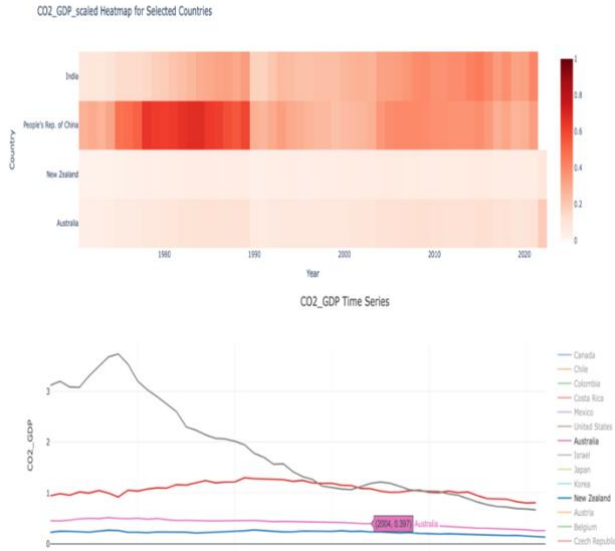 CO2_GDP_scaled Heatmap for Selected Countries
1
India
0.8
People's Rep. of China
0.6
Country
0.4
New Zealand
0.2
Australia
0
1980
1990
2000
2010
2020
Year
CO2_GDP Time Series
Canada
Chile
Colombia
Costa Rica
Mexico
United States
Australia
Israel
Japan
Korea
New Zealand
Austria
Belgium
Czech Republic
CO2_GDP
3
2
1
0
(2004, 0.397)
Australia